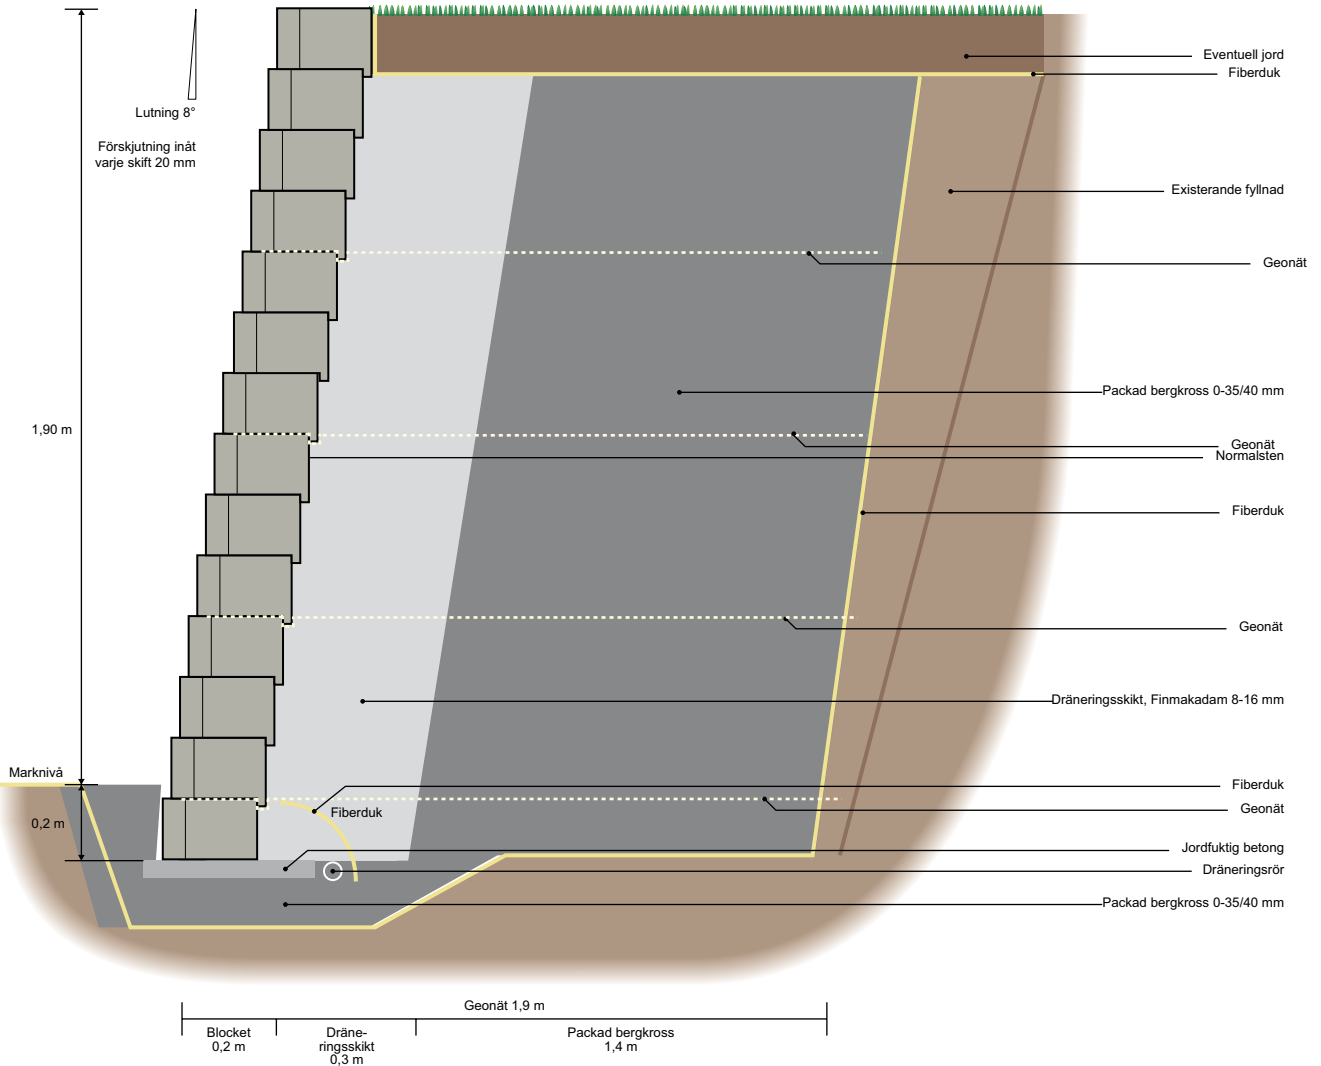 Eventuell jord
Fiberduk
Lutning 8°
Förskjutning inåt
varje skift 20 mm
Existerande fyllnad
Geonät
Packad bergkross 0-35/40 mm
1,90 m
Geonät
Normalsten
Fiberduk
Geonät
Dräneringsskikt, Finmakadam 8-16 mm
Marknivå
Fiberduk
Geonät
Fiberduk
0,2 m
Jordfuktig betong
Dräneringsrör
Packad bergkross 0-35/40 mm
Geonät 1,9 m
Blocket
0,2 m
Dräne-
ringsskikt
0,3 m
Packad bergkross
1,4 m